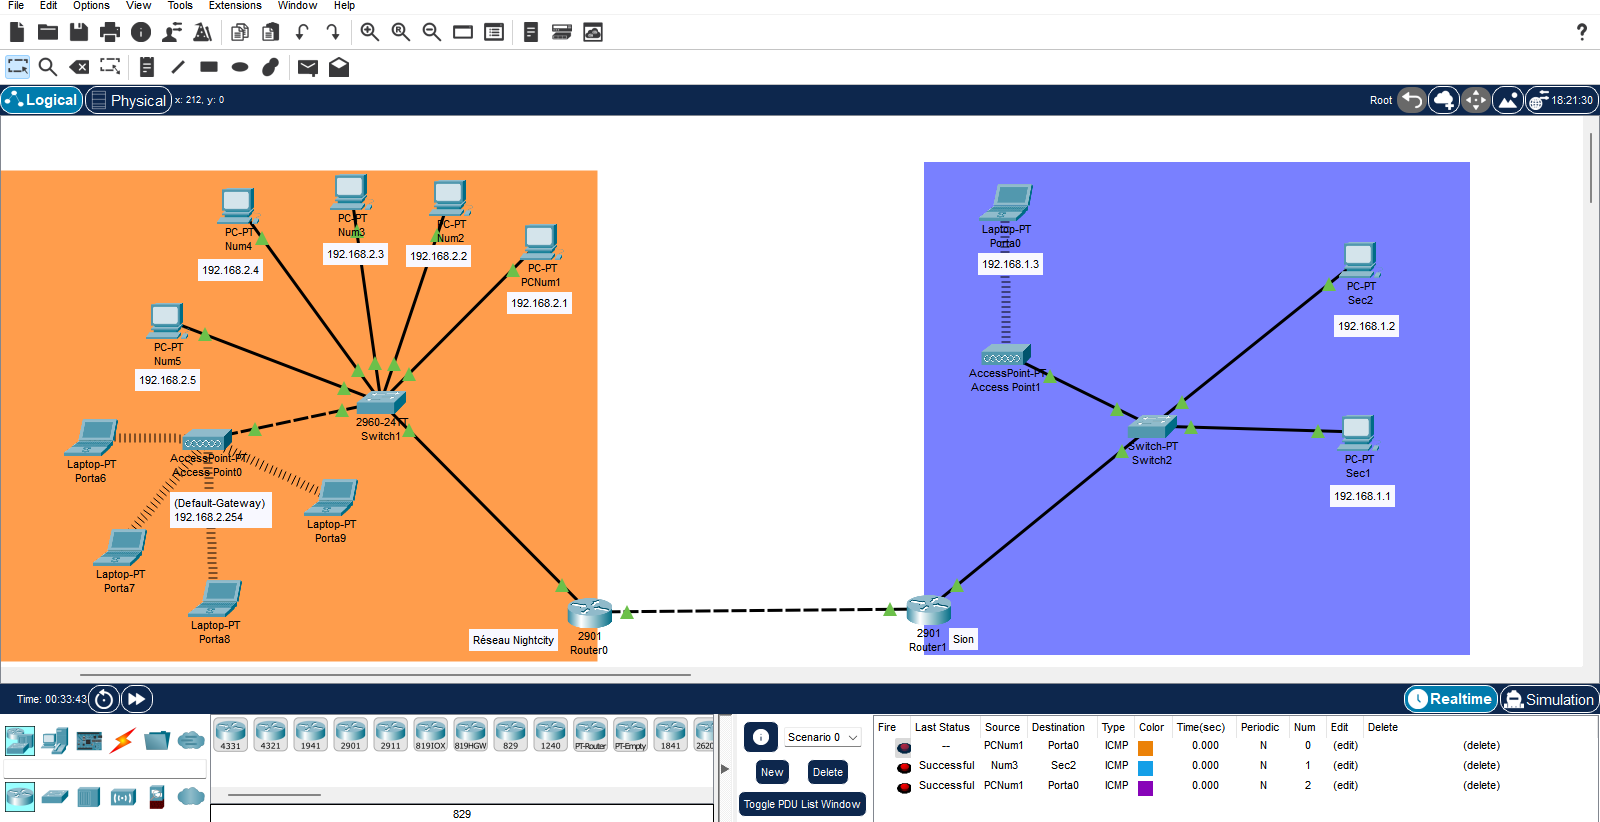 File Edit Options View Tools Extensions Window Help
?
Logical Physical x: 212, y: 0 Root 18:21:30
PC-PT
Num4
192.168.2.4
PC-PT
Num3
192.168.2.3
PC-PT
Num2
192.168.2.2
PC-PT
PCNum1
192.168.2.1
PC-PT
Num5
192.168.2.5
2960-24TT
Switch1
Laptop-PT
Porta6
AccessPoint-PT
Access Point0
(Default-Gateway)
192.168.2.254
Laptop-PT
Porta9
Laptop-PT
Porta7
Laptop-PT
Porta8
Réseau Nightcity
2901
Router0
Laptop-PT
Porta0
192.168.1.3
PC-PT
Sec2
192.168.1.2
AccessPoint-PT
Access Point1
Switch-PT
Switch2
PC-PT
Sec1
192.168.1.1
2901
Router1
Sion
Time: 00:33:43 Realtime Simulation
4331 4321 1941 2901 2911 819IOX 819HGW 829 1240 PT-Router PT-Empty 1841 2620
829
Scenario 0
New Delete
Toggle PDU List Window
Fire Last Status Source Destination Type Color Time(sec) Periodic Num Edit Delete
-- PCNum1 Porta0 ICMP 0.000 N 0 (edit) (delete)
Successful Num3 Sec2 ICMP 0.000 N 1 (edit) (delete)
Successful PCNum1 Porta0 ICMP 0.000 N 2 (edit) (delete)